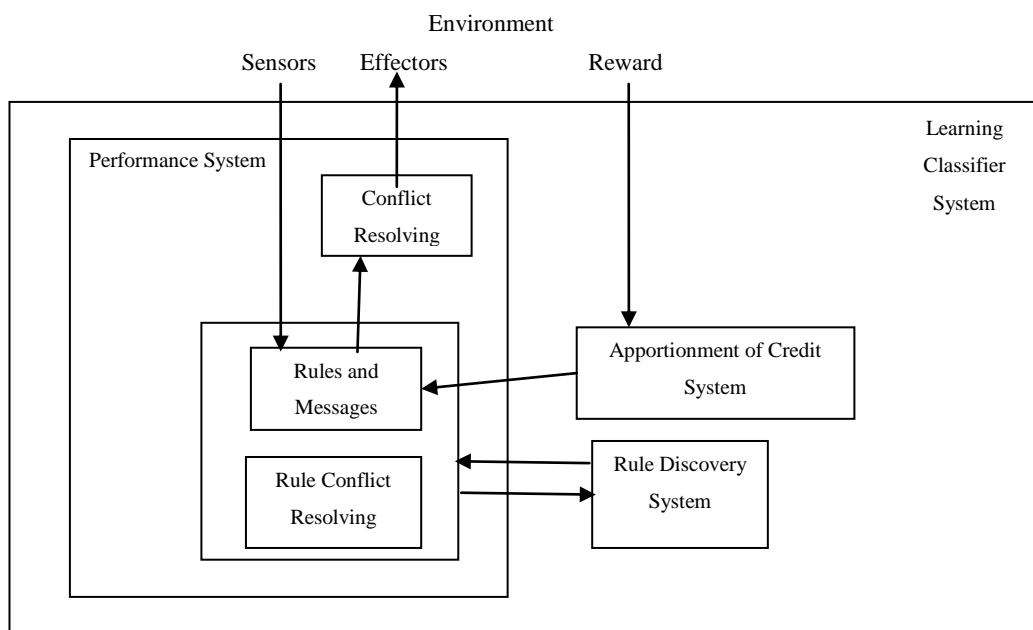 Environment
Sensors
Effectors
Reward
Learning
Classifier
System
Performance System
Conflict
Resolving
Rules and
Messages
Apportionment of Credit
System
Rule Conflict
Resolving
Rule Discovery
System